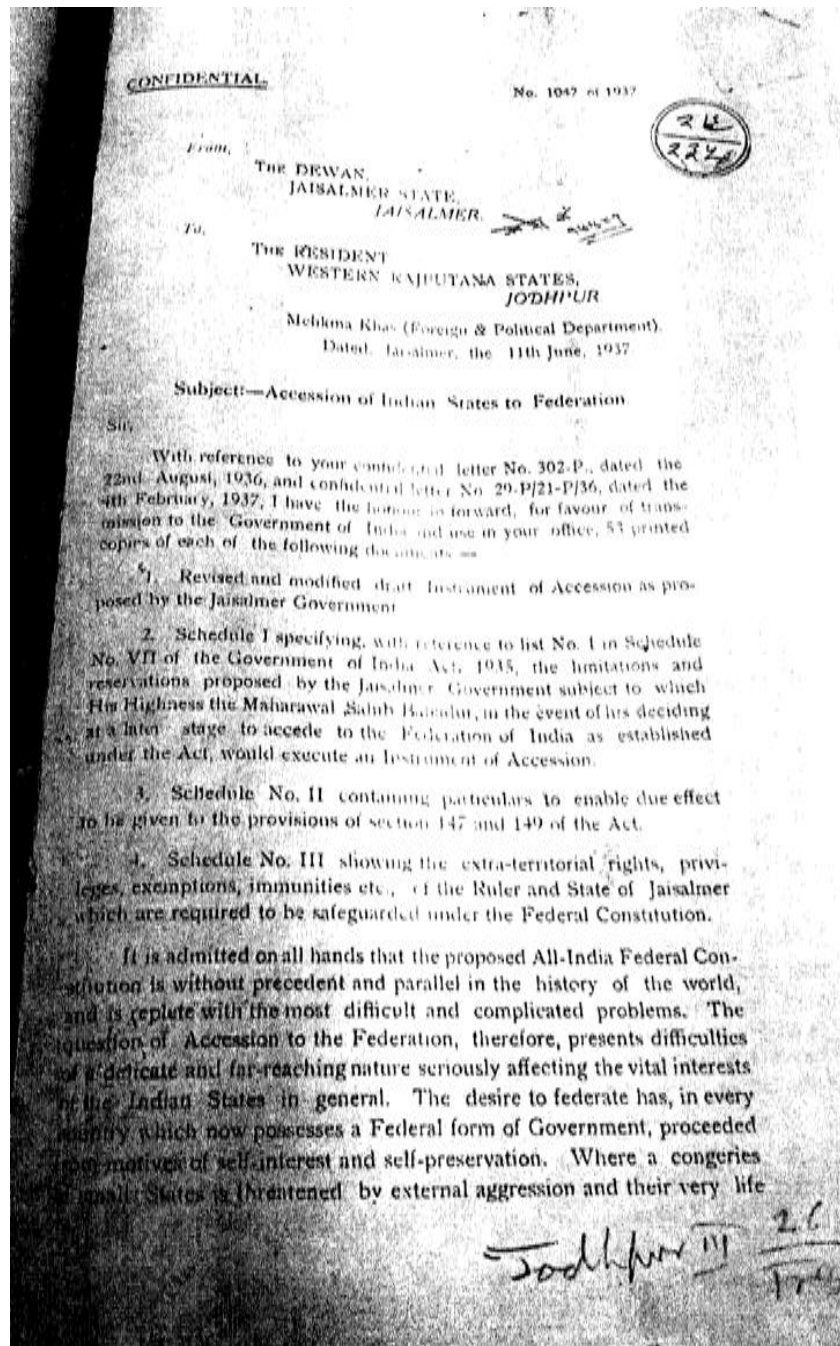 CONFIDENTIAL.
No. 1047 of 1937
From,
THE DEWAN,
JAISALMER STATE,
JAISALMER.
To,
THE RESIDENT
WESTERN RAJPUTANA STATES,
JODHPUR
Mehkma Khas (Foreign & Political Department).
Dated, Jaisalmer, the 11th June, 1937
Subject:—Accession of Indian States to Federation
Sir,
With reference to your confidential letter No. 302-P., dated the
22nd August, 1936, and confidential letter No. 29-P/21-P/36, dated the
4th February, 1937, I have the honour to forward, for favour of trans-
mission to the Government of India and use in your office, 53 printed
copies of each of the following documents —
1. Revised and modified draft Instrument of Accession as pro-
posed by the Jaisalmer Government
2. Schedule I specifying, with reference to list No. I in Schedule
No. VII of the Government of India Act, 1935, the limitations and
reservations proposed by the Jaisalmer Government subject to which
His Highness the Maharawal Sahib Bahadur, in the event of his deciding
at a later stage to accede to the Federation of India as established
under the Act, would execute an Instrument of Accession.
3. Schedule No. II containing particulars to enable due effect
to be given to the provisions of section 147 and 149 of the Act.
4. Schedule No. III showing the extra-territorial rights, privi-
leges, exemptions, immunities etc., of the Ruler and State of Jaisalmer
which are required to be safeguarded under the Federal Constitution.
It is admitted on all hands that the proposed All-India Federal Con-
stitution is without precedent and parallel in the history of the world,
and is replete with the most difficult and complicated problems. The
question of Accession to the Federation, therefore, presents difficulties
of a delicate and far-reaching nature seriously affecting the vital interests
of the Indian States in general. The desire to federate has, in every
country which now possesses a Federal form of Government, proceeded
from motives of self-interest and self-preservation. Where a congeries
of small States is threatened by external aggression and their very life
Jodhpur III 26